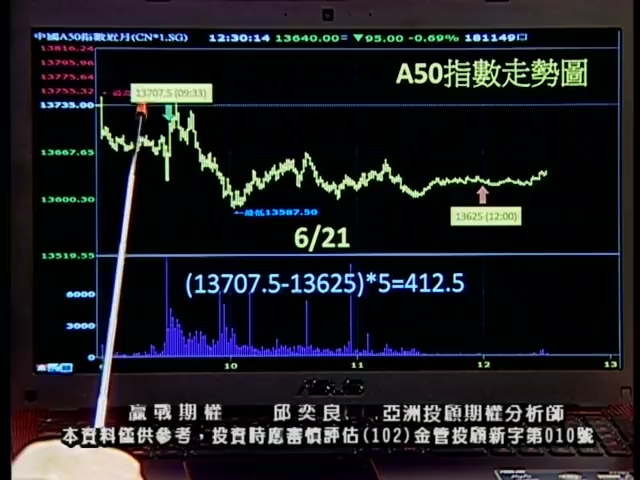 中國A50指數近月(CN*1.SG) 12:30:14 13640.00= ▼95.00 -0.69% 181149口
13816.24
13795.96
13775.64
13755.32
13735.00
13667.65
13600.30
13519.55
6000
3000
0
A50指數走勢圖
13707.5 (09:33)
13625 (12:00)
←最低13587.50
6/21
(13707.5-13625)*5=412.5
10 11 12 13
ASUS
贏戰期權 邱奕良 亞洲投顧期權分析師
本資料僅供參考，投資時應審慎評估(102)金管投顧新字第010號